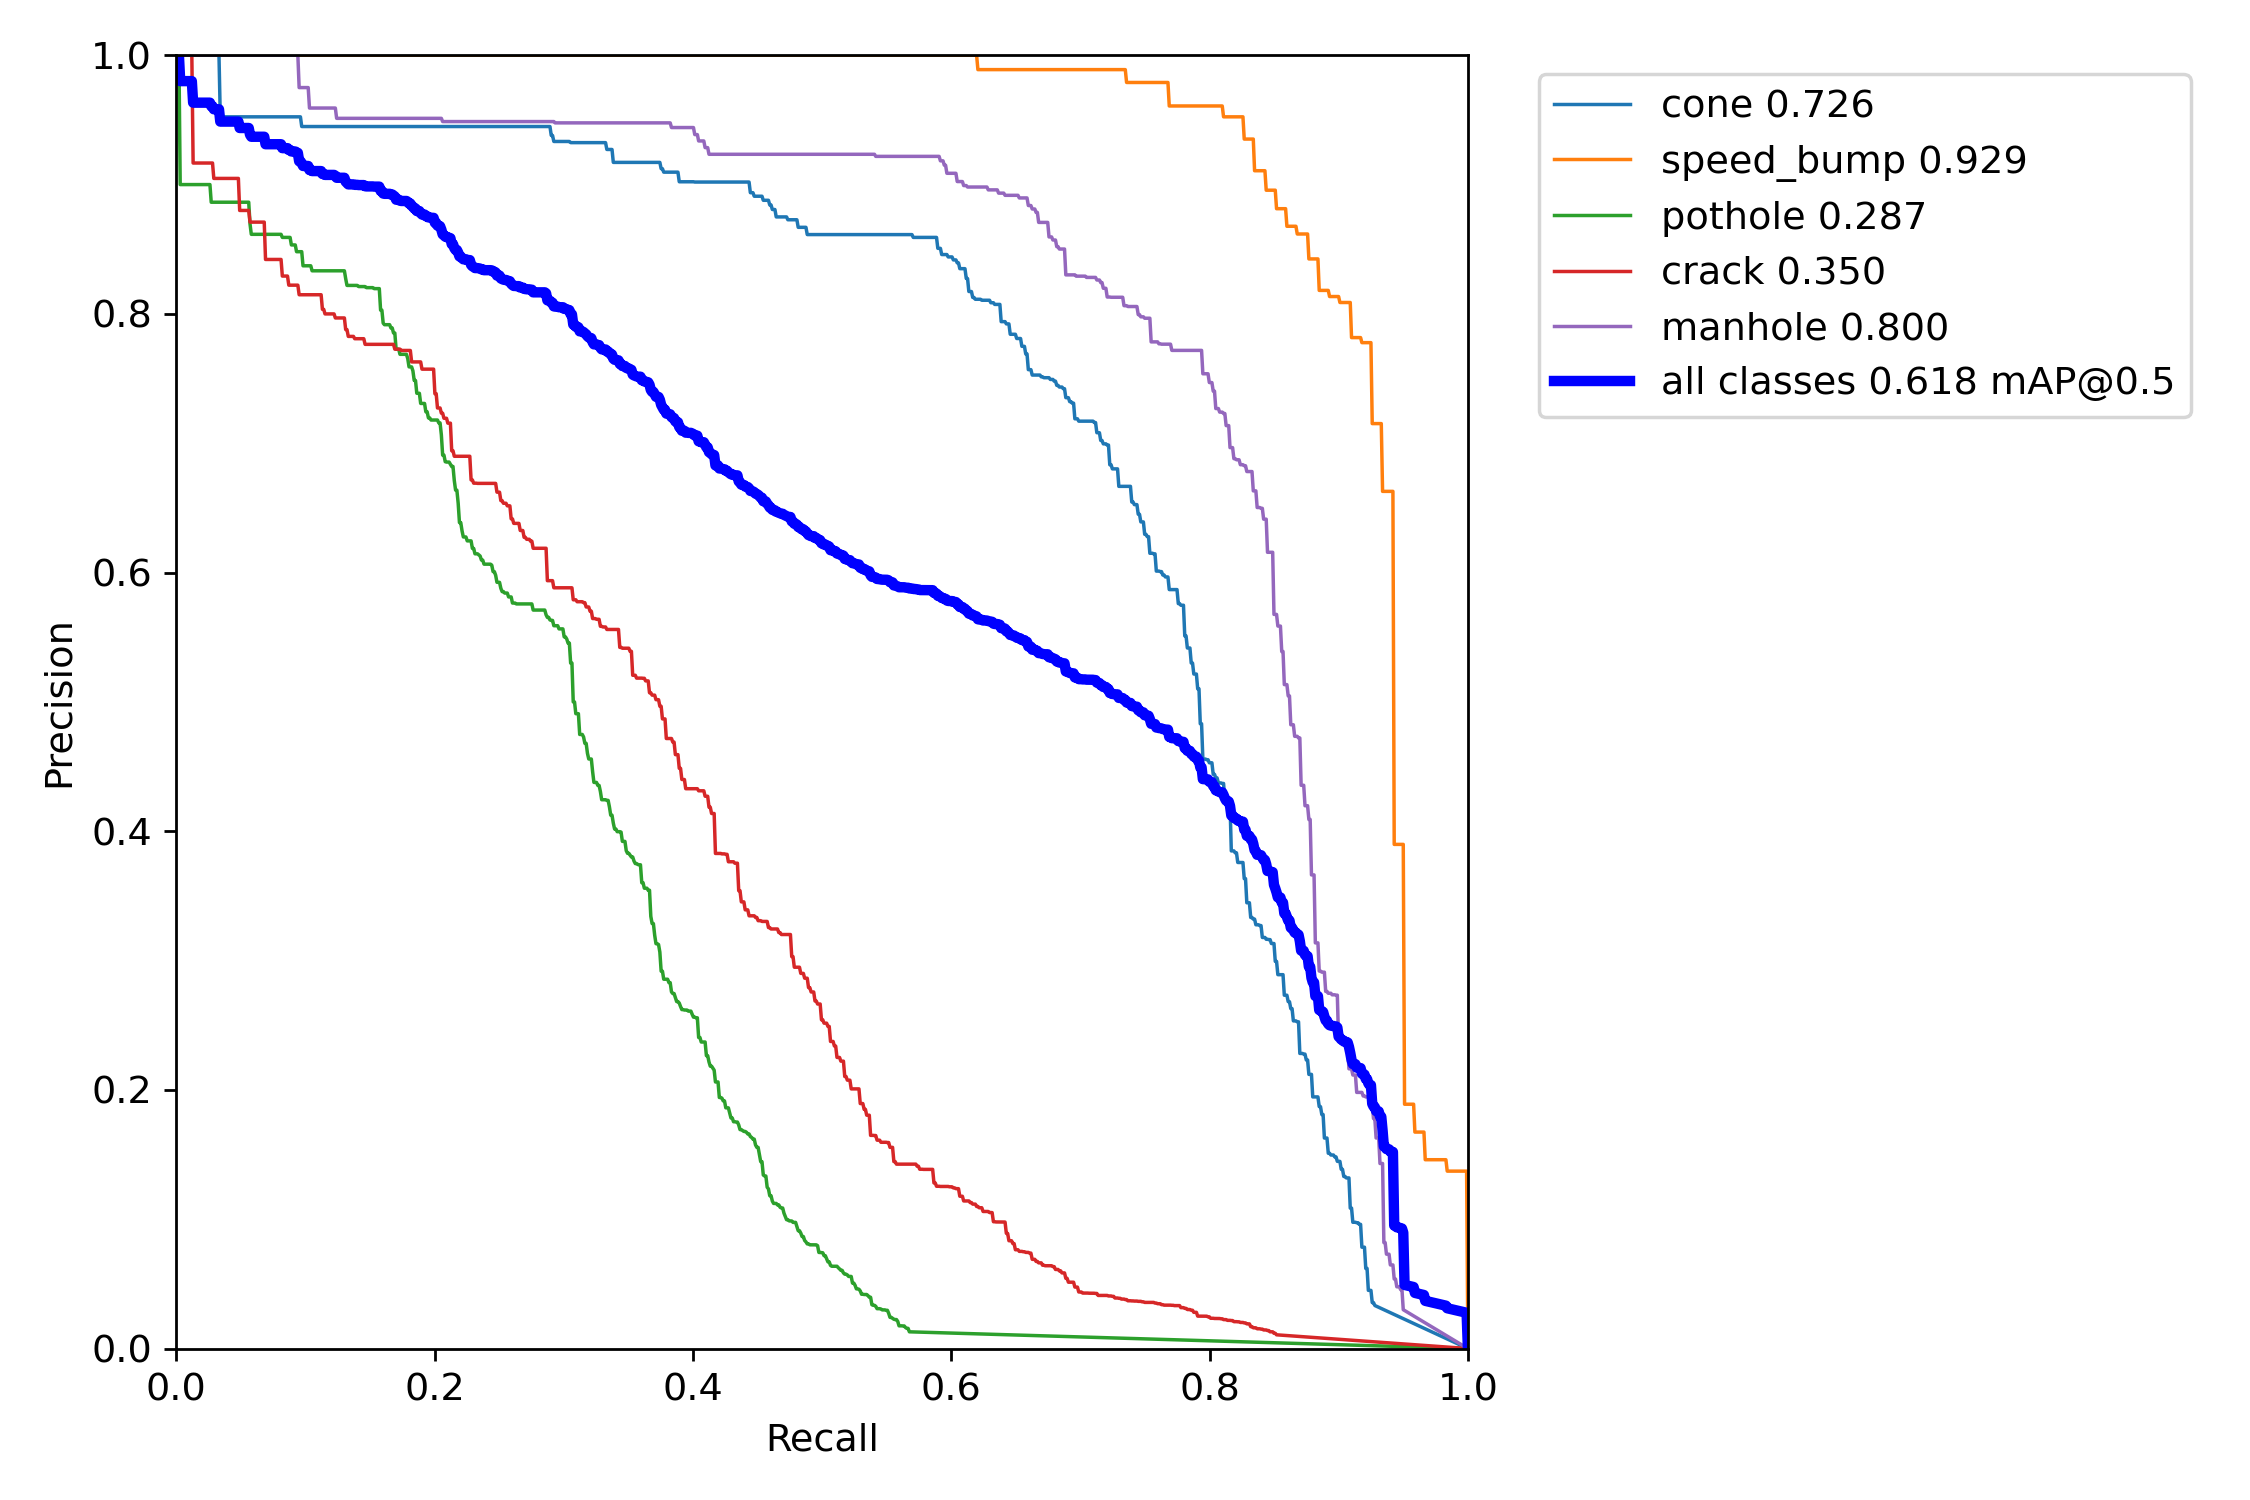 1.0
0.8
0.6
0.4
0.2
0.0
Precision
0.0 0.2 0.4 0.6 0.8 1.0
Recall
cone 0.726
speed_bump 0.929
pothole 0.287
crack 0.350
manhole 0.800
all classes 0.618 mAP@0.5